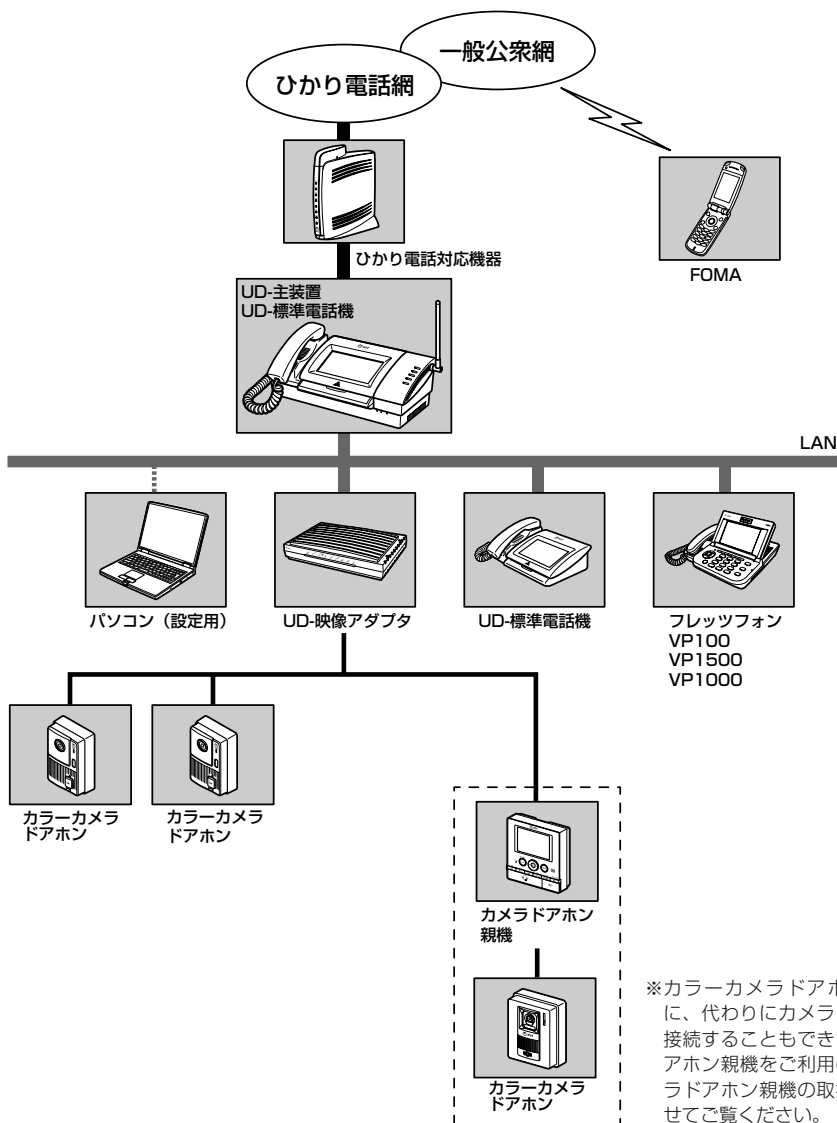 一般公衆網
ひかり電話網
ひかり電話対応機器
FOMA
UD-主装置
UD-標準電話機
LAN
パソコン（設定用）
UD-映像アダプタ
UD-標準電話機
フレッツフォン
VP100
VP1500
VP1000
カラーカメラ
ドアホン
カラーカメラ
ドアホン
カメラドアホン
親機
カラーカメラ
ドアホン
※カラーカメラドアホ
に、代わりにカメラ
接続することもでき
アホン親機をご利用
ラドアホン親機の取
せてご覧ください。